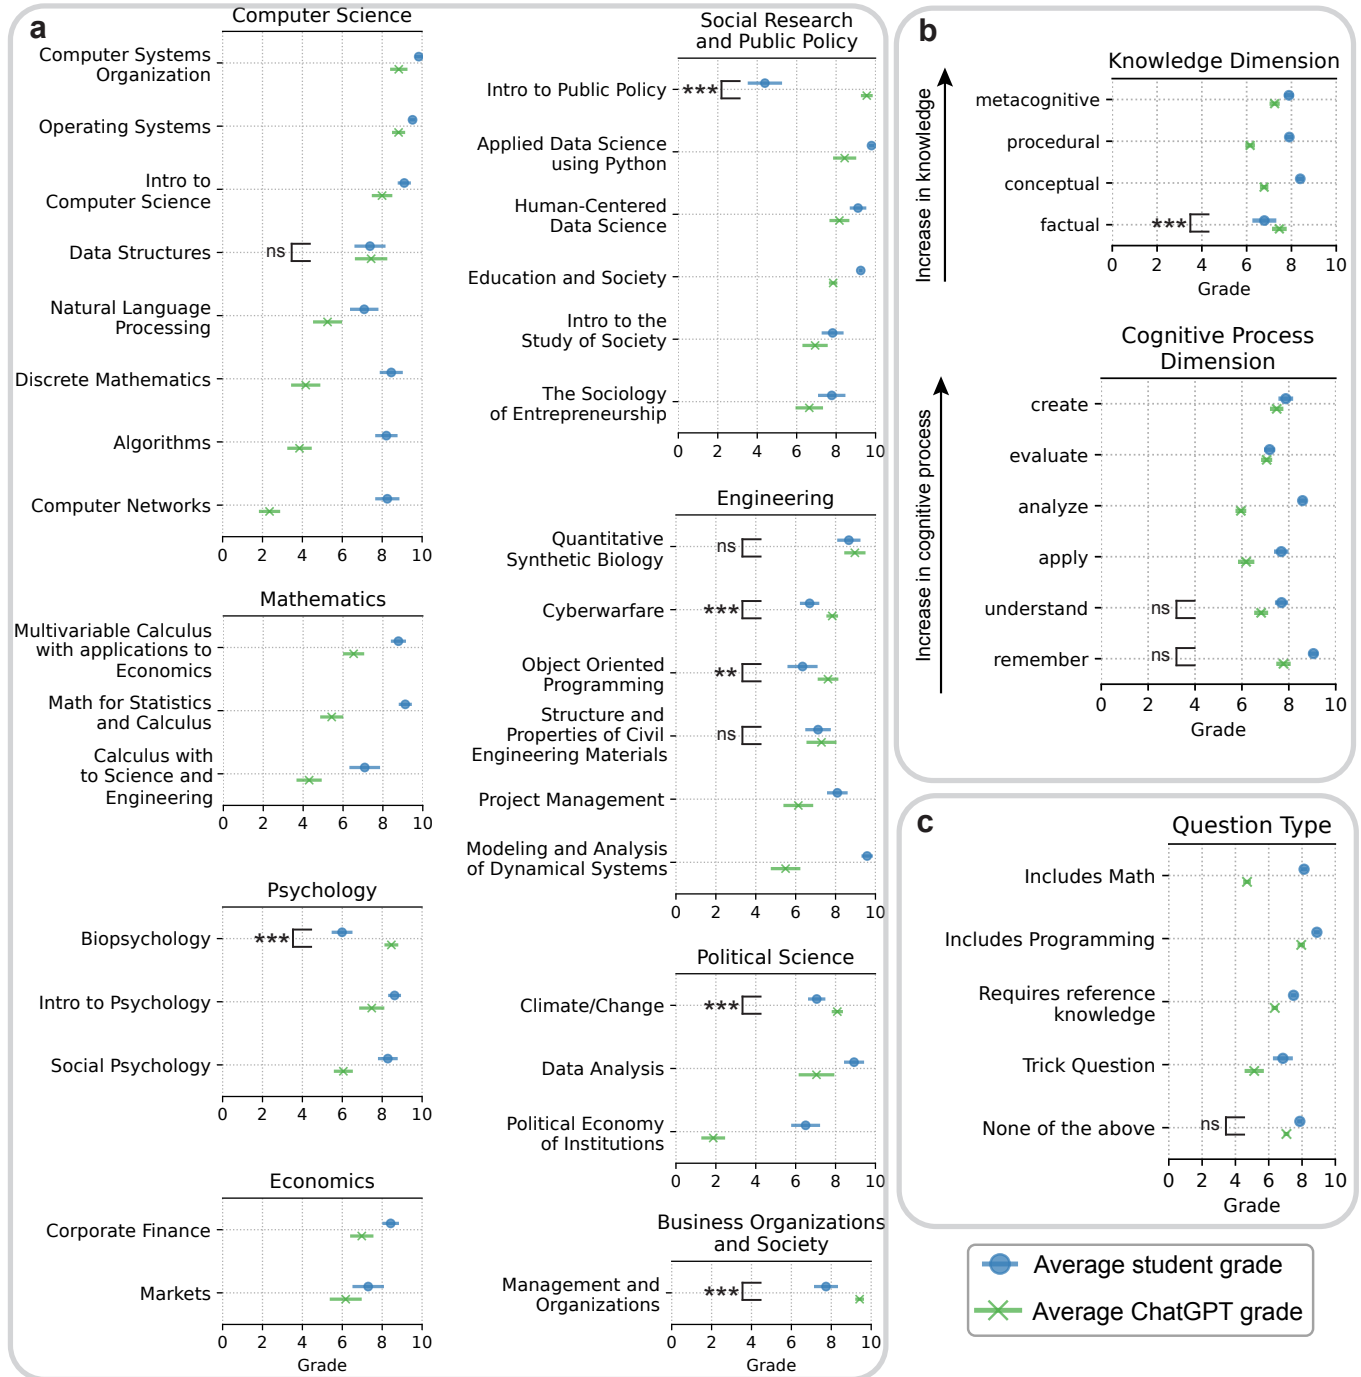 a
Computer Science
Computer Systems
Organization
Operating Systems
Intro to
Computer Science
Data Structures
ns
Natural Language
Processing
Discrete Mathematics
Algorithms
Computer Networks
0 2 4 6 8 10
Mathematics
Multivariable Calculus
with applications to
Economics
Math for Statistics
and Calculus
Calculus with
to Science and
Engineering
0 2 4 6 8 10
Psychology
Biopsychology
***
Intro to Psychology
Social Psychology
0 2 4 6 8 10
Economics
Corporate Finance
Markets
0 2 4 6 8 10
Grade
Social Research
and Public Policy
Intro to Public Policy
***
Applied Data Science
using Python
Human-Centered
Data Science
Education and Society
Intro to the
Study of Society
The Sociology
of Entrepreneurship
0 2 4 6 8 10
Engineering
Quantitative
Synthetic Biology
ns
Cyberwarfare
***
Object Oriented
Programming
**
Structure and
Properties of Civil
Engineering Materials
ns
Project Management
Modeling and Analysis
of Dynamical Systems
0 2 4 6 8 10
Political Science
Climate/Change
***
Data Analysis
Political Economy
of Institutions
0 2 4 6 8 10
Business Organizations
and Society
Management and
Organizations
***
0 2 4 6 8 10
Grade
b
Knowledge Dimension
Increase in knowledge
metacognitive
procedural
conceptual
factual
***
0 2 4 6 8 10
Grade
Cognitive Process
Dimension
Increase in cognitive process
create
evaluate
analyze
apply
understand
ns
remember
ns
0 2 4 6 8 10
Grade
c
Question Type
Includes Math
Includes Programming
Requires reference
knowledge
Trick Question
None of the above
ns
0 2 4 6 8 10
Grade
Average student grade
Average ChatGPT grade